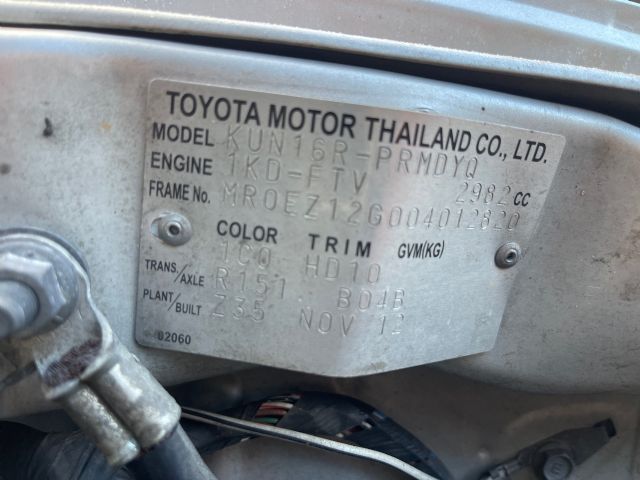 TOYOTA MOTOR THAILAND CO., LTD.
MODEL KUN16R-PRMDYQ
ENGINE 1KD-FTV 2982 CC
FRAME No. MR0EZ12G004012820
COLOR TRIM GVM(KG)
1C0 HD10
TRANS./AXLE R151 B04B
PLANT/BUILT Z35 NOV 12
02060